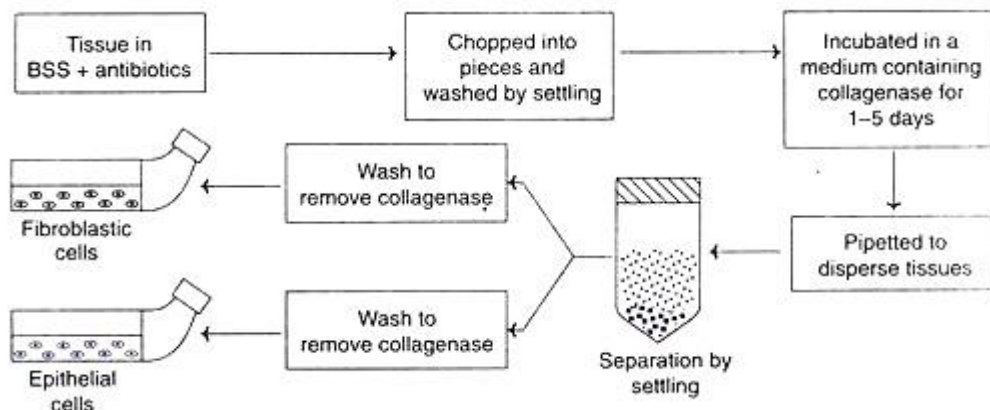 Tissue in
BSS + antibiotics
Chopped into
pieces and
washed by settling
Incubated in a
medium containing
collagenase for
1–5 days
Pipetted to
disperse tissues
Separation by
settling
Wash to
remove collagenase
Fibroblastic
cells
Wash to
remove collagenase
Epithelial
cells